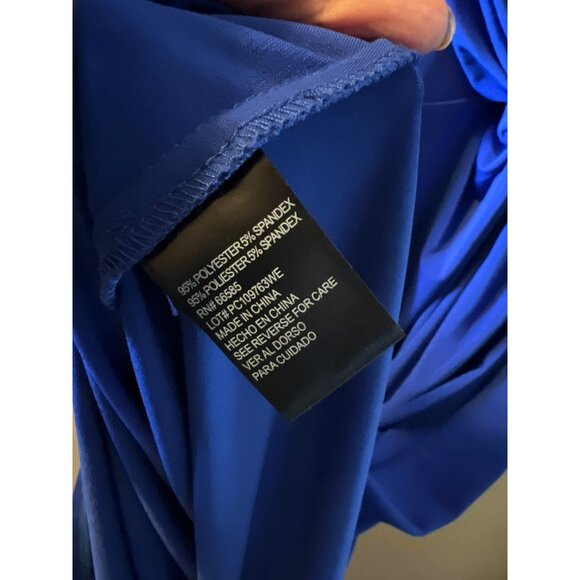 95% POLYESTER 5% SPANDEX
95% POLIESTER 5% SPANDEX
RN# 66585
LOT# PC109763WE
MADE IN CHINA
HECHO EN CHINA
SEE REVERSE FOR CARE
VER AL DORSO
PARA CUIDADO